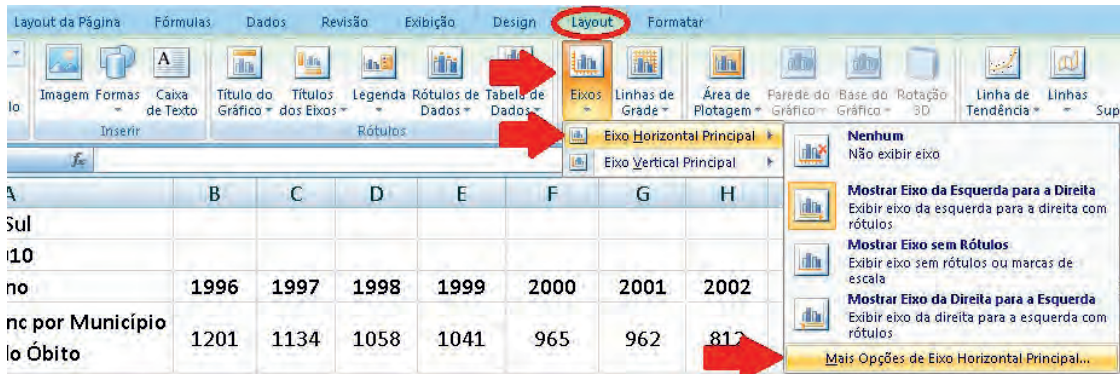 Layout da Página Fórmulas Dados Revisão Exibição Design Layout Formatar
lo Imagem Formas Caixa de Texto Título do Gráfico Títulos dos Eixos Legenda Rótulos de Dados Tabela de Dados Eixos Linhas de Grade Área de Plotagem Parede do Gráfico Base do Gráfico Rotação 3D Linha de Tendência Linhas Sup
Inserir Rótulos
Eixo Horizontal Principal
Eixo Vertical Principal
Nenhum
Não exibir eixo
Mostrar Eixo da Esquerda para a Direita
Exibir eixo da esquerda para a direita com
rótulos
Mostrar Eixo sem Rótulos
Exibir eixo sem rótulos ou marcas de
escala
Mostrar Eixo da Direita para a Esquerda
Exibir eixo da direita para a esquerda com
rótulos
Mais Opções de Eixo Horizontal Principal...
fx
A B C D E F G H
Sul
10
no 1996 1997 1998 1999 2000 2001 2002
nc por Município
lo Óbito 1201 1134 1058 1041 965 962 812